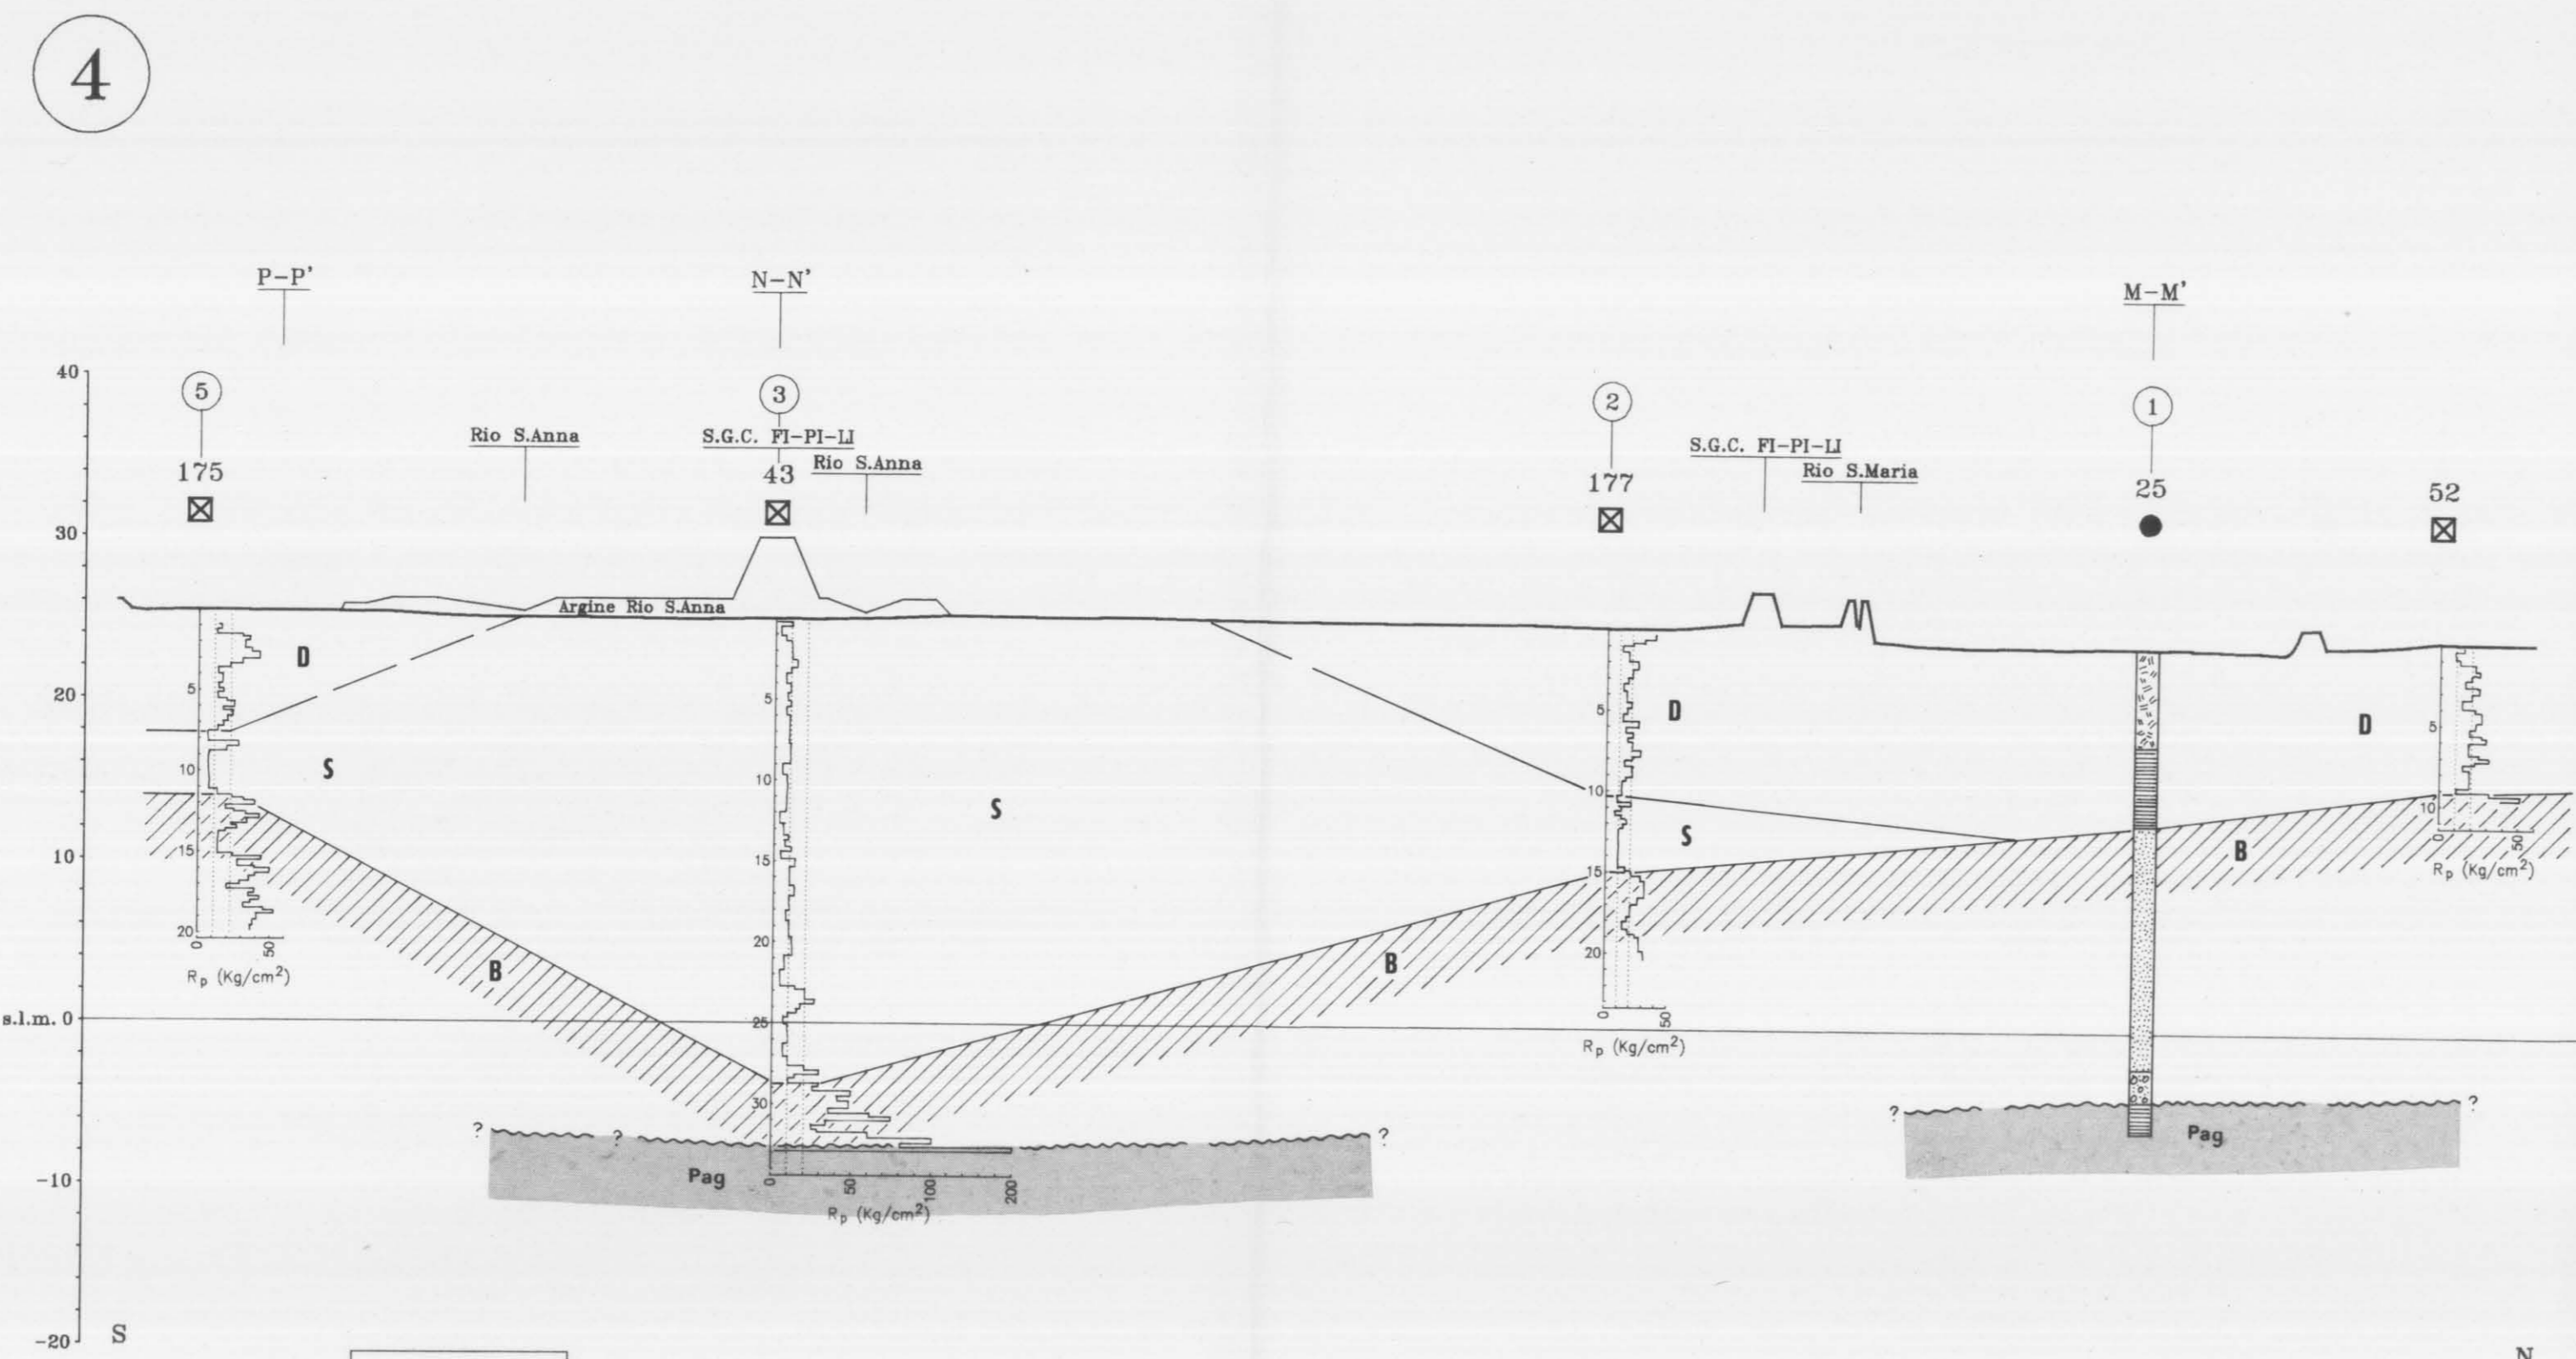 4
P-P'
N-N'
M-M'
40
30
20
10
s.l.m. 0
-10
-20
5
175
Rio S.Anna
3
S.G.C. FI-PI-LI
43
Rio S.Anna
2
177
S.G.C. FI-PI-LI
Rio S.Maria
1
25
52
Argine Rio S.Anna
D
S
B
5
10
15
20
0
50
Rp (Kg/cm²)
5
10
15
20
25
30
S
Pag
0
50
100
200
Rp (Kg/cm²)
?
?
?
B
5
10
15
20
D
S
0
50
Rp (Kg/cm²)
?
?
B
Pag
D
5
10
0
50
Rp (Kg/cm²)
S